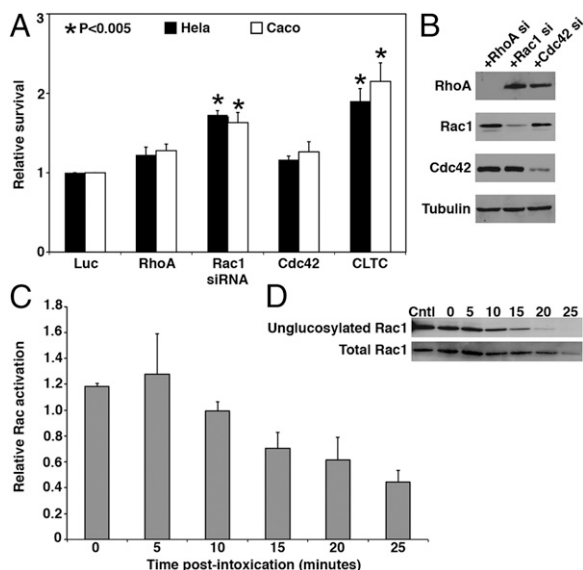 A
* P<0.005
Hela
Caco
Relative survival
3
2
1
0
* *
* *
Luc
RhoA
Rac1
siRNA
Cdc42
CLTC
B
+RhoA si
+Rac1 si
+Cdc42 si
RhoA
Rac1
Cdc42
Tubulin
C
Relative Rac activation
1.8
1.6
1.4
1.2
1.0
0.8
0.6
0.4
0.2
0
0 5 10 15 20 25
Time post-intoxication (minutes)
D
Cntl 0 5 10 15 20 25
Unglucosylated Rac1
Total Rac1